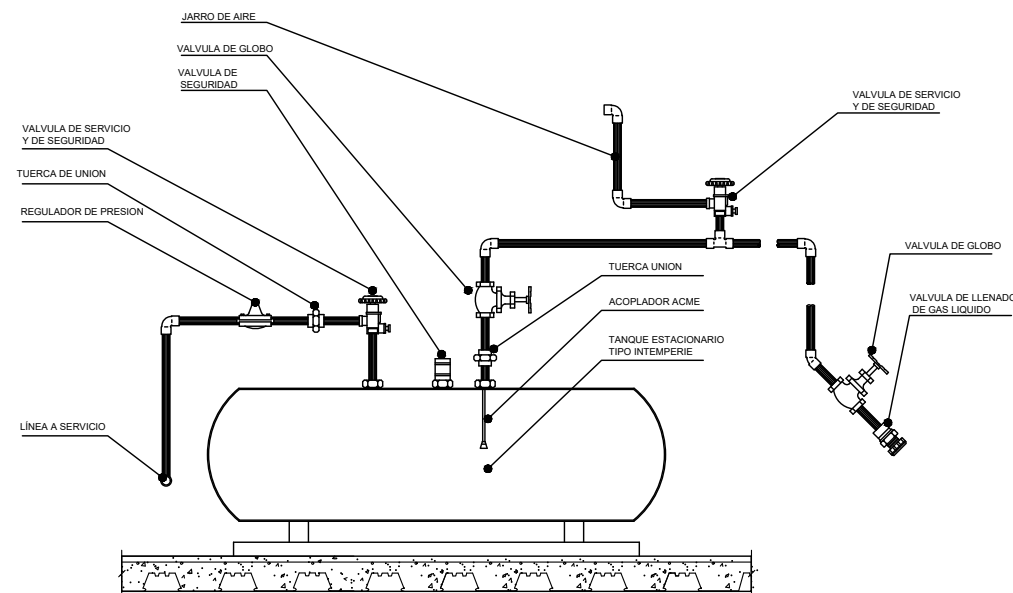 JARRO DE AIRE
VALVULA DE GLOBO
VALVULA DE
SEGURIDAD
VALVULA DE SERVICIO
Y DE SEGURIDAD
TUERCA DE UNION
REGULADOR DE PRESION
LÍNEA A SERVICIO
VALVULA DE SERVICIO
Y DE SEGURIDAD
TUERCA UNION
ACOPLADOR ACME
TANQUE ESTACIONARIO
TIPO INTEMPERIE
VALVULA DE GLOBO
VALVULA DE LLENADO
DE GAS LIQUIDO